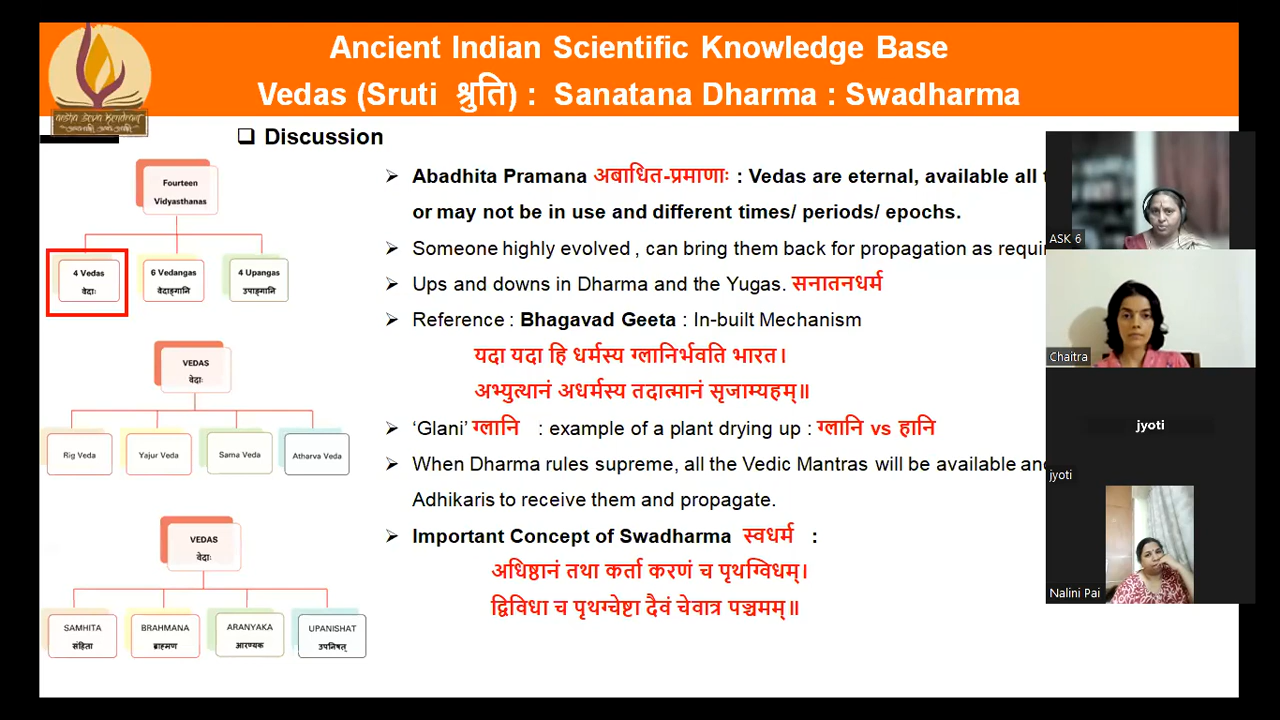 Ancient Indian Scientific Knowledge Base
Vedas (Sruti श्रुति) : Sanatana Dharma : Swadharma
❑ Discussion
Fourteen
Vidyasthanas
4 Vedas
वेदाः
6 Vedangas
वेदाङ्गानि
4 Upangas
उपाङ्गानि
VEDAS
वेदाः
Rig Veda
Yajur Veda
Sama Veda
Atharva Veda
VEDAS
वेदाः
SAMHITA
संहिता
BRAHMANA
ब्राह्मण
ARANYAKA
आरण्यक
UPANISHAT
उपनिषत्
➢ Abadhita Pramana अबाधित-प्रमाणाः : Vedas are eternal, available all
or may not be in use and different times/ periods/ epochs.
➢ Someone highly evolved , can bring them back for propagation as
➢ Ups and downs in Dharma and the Yugas. सनातनधर्म
➢ Reference : Bhagavad Geeta : In-built Mechanism
यदा यदा हि धर्मस्य ग्लानिर्भवति भारत।
अभ्युत्थानं अधर्मस्य तदात्मानं सृजाम्यहम्॥
➢ ‘Glani’ ग्लानि : example of a plant drying up : ग्लानि vs हानि
➢ When Dharma rules supreme, all the Vedic Mantras will be available
Adhikaris to receive them and propagate.
➢ Important Concept of Swadharma स्वधर्म :
अधिष्ठानं तथा कर्ता करणं च पृथग्विधम्।
द्विविधा च पृथग्चेष्टा दैवं चेवात्र पञ्चमम्॥
ASK 6
Chaitra
jyoti
jyoti
Nalini Pai